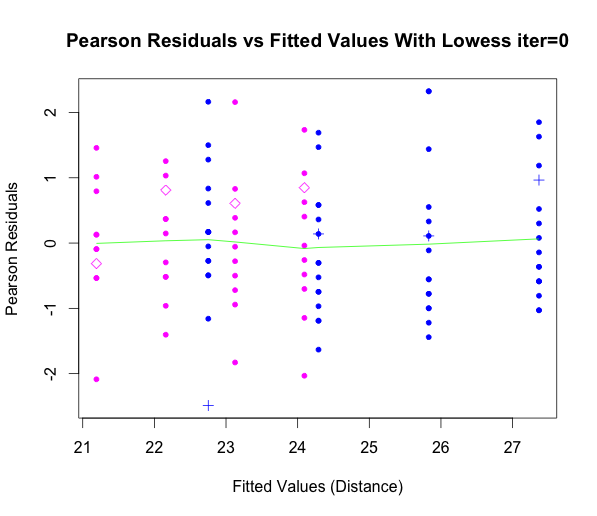 Pearson Residuals vs Fitted Values With Lowess iter=0
Pearson Residuals
2
1
0
-1
-2
21 22 23 24 25 26 27
Fitted Values (Distance)